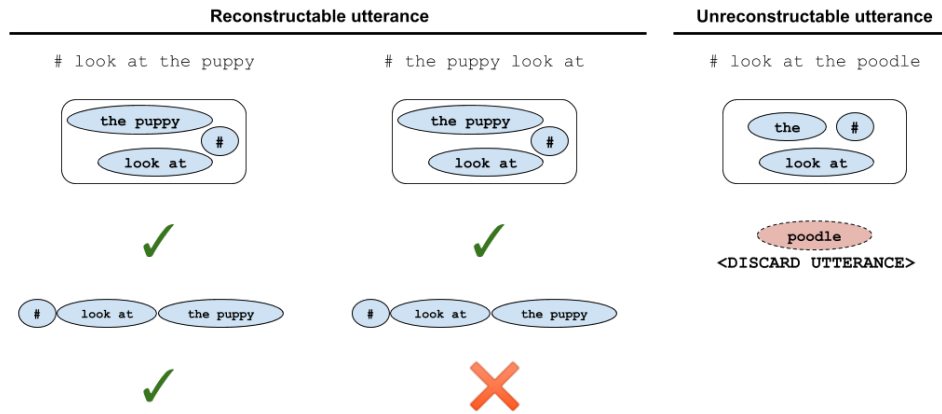 Reconstructable utterance
Unreconstructable utterance
# look at the puppy
# the puppy look at
# look at the poodle
the puppy
#
look at
the puppy
#
look at
the
#
look at
poodle
<DISCARD UTTERANCE>
# look at the puppy
# look at the puppy